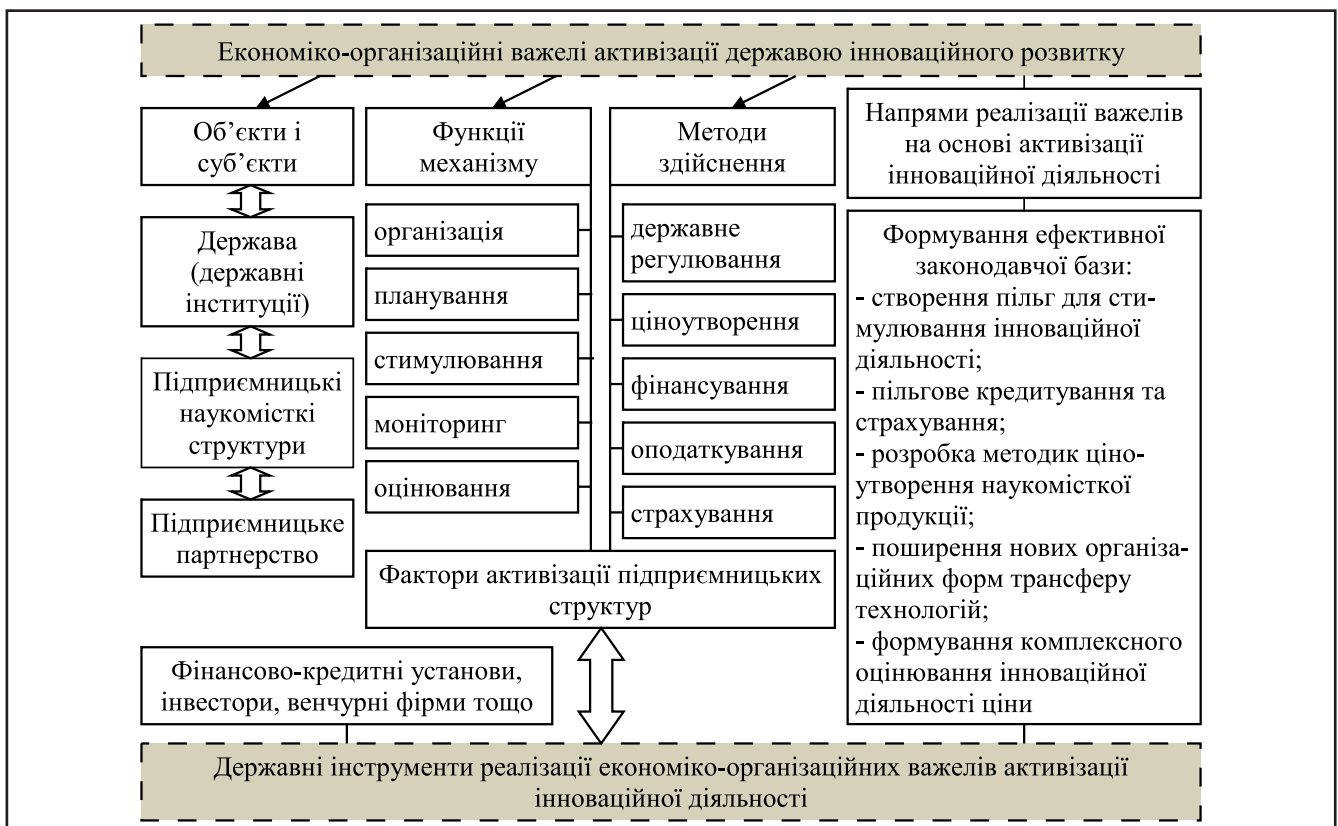 Економіко-організаційні важелі активізації державою інноваційного розвитку
Об’єкти і
суб’єкти
Функції
механізму
Методи
здійснення
Напрями реалізації важелів
на основі активізації
інноваційної діяльності
Держава
(державні
інституції)
Підприємницькі
наукомісткі
структури
Підприємницьке
партнерство
організація
планування
стимулювання
моніторинг
оцінювання
державне
регулювання
ціноутворення
фінансування
оподаткування
страхування
Формування ефективної
законодавчої бази:
- створення пільг для сти-
мулювання інноваційної
діяльності;
- пільгове кредитування та
страхування;
- розробка методик ціно-
утворення наукомісткої
продукції;
- поширення нових організа-
ційних форм трансферу
технологій;
- формування комплексного
оцінювання інноваційної
діяльності ціни
Фактори активізації підприємницьких
структур
Фінансово-кредитні установи,
інвестори, венчурні фірми тощо
Державні інструменти реалізації економіко-організаційних важелів активізації
інноваційної діяльності